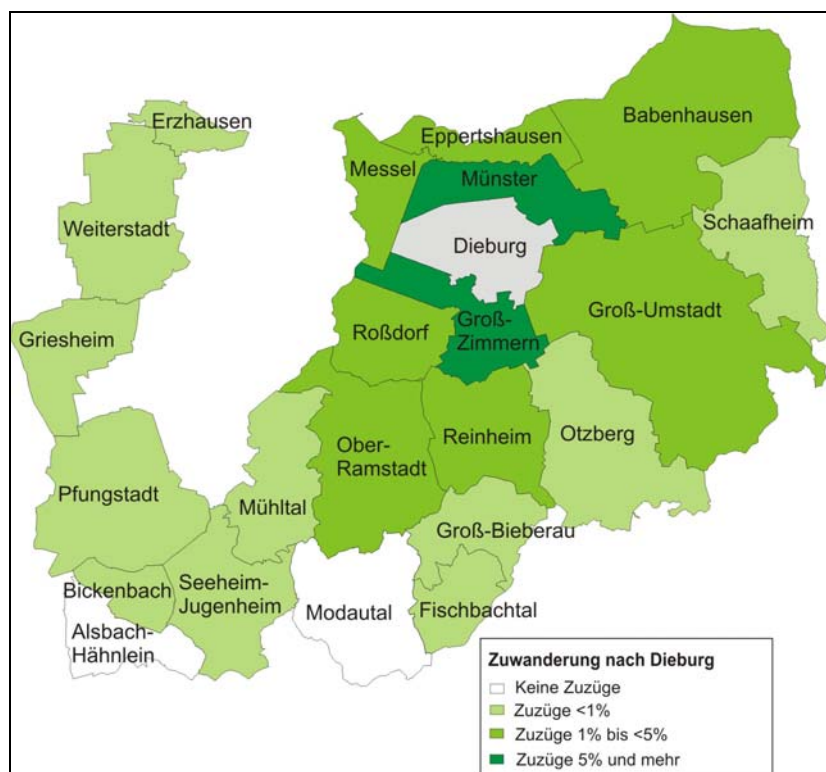 Erzhausen
Eppertshausen
Babenhausen
Messel
Münster
Weiterstadt
Schaafheim
Dieburg
Groß-Umstadt
Griesheim
Roßdorf
Groß-
Zimmern
Otzberg
Ober-
Ramstadt
Reinheim
Pfungstadt
Mühltal
Groß-Bieberau
Bickenbach
Seeheim-
Jugenheim
Modautal
Fischbachtal
Alsbach-
Hähnlein
Zuwanderung nach Dieburg
Keine Zuzüge
Zuzüge <1%
Zuzüge 1% bis <5%
Zuzüge 5% und mehr